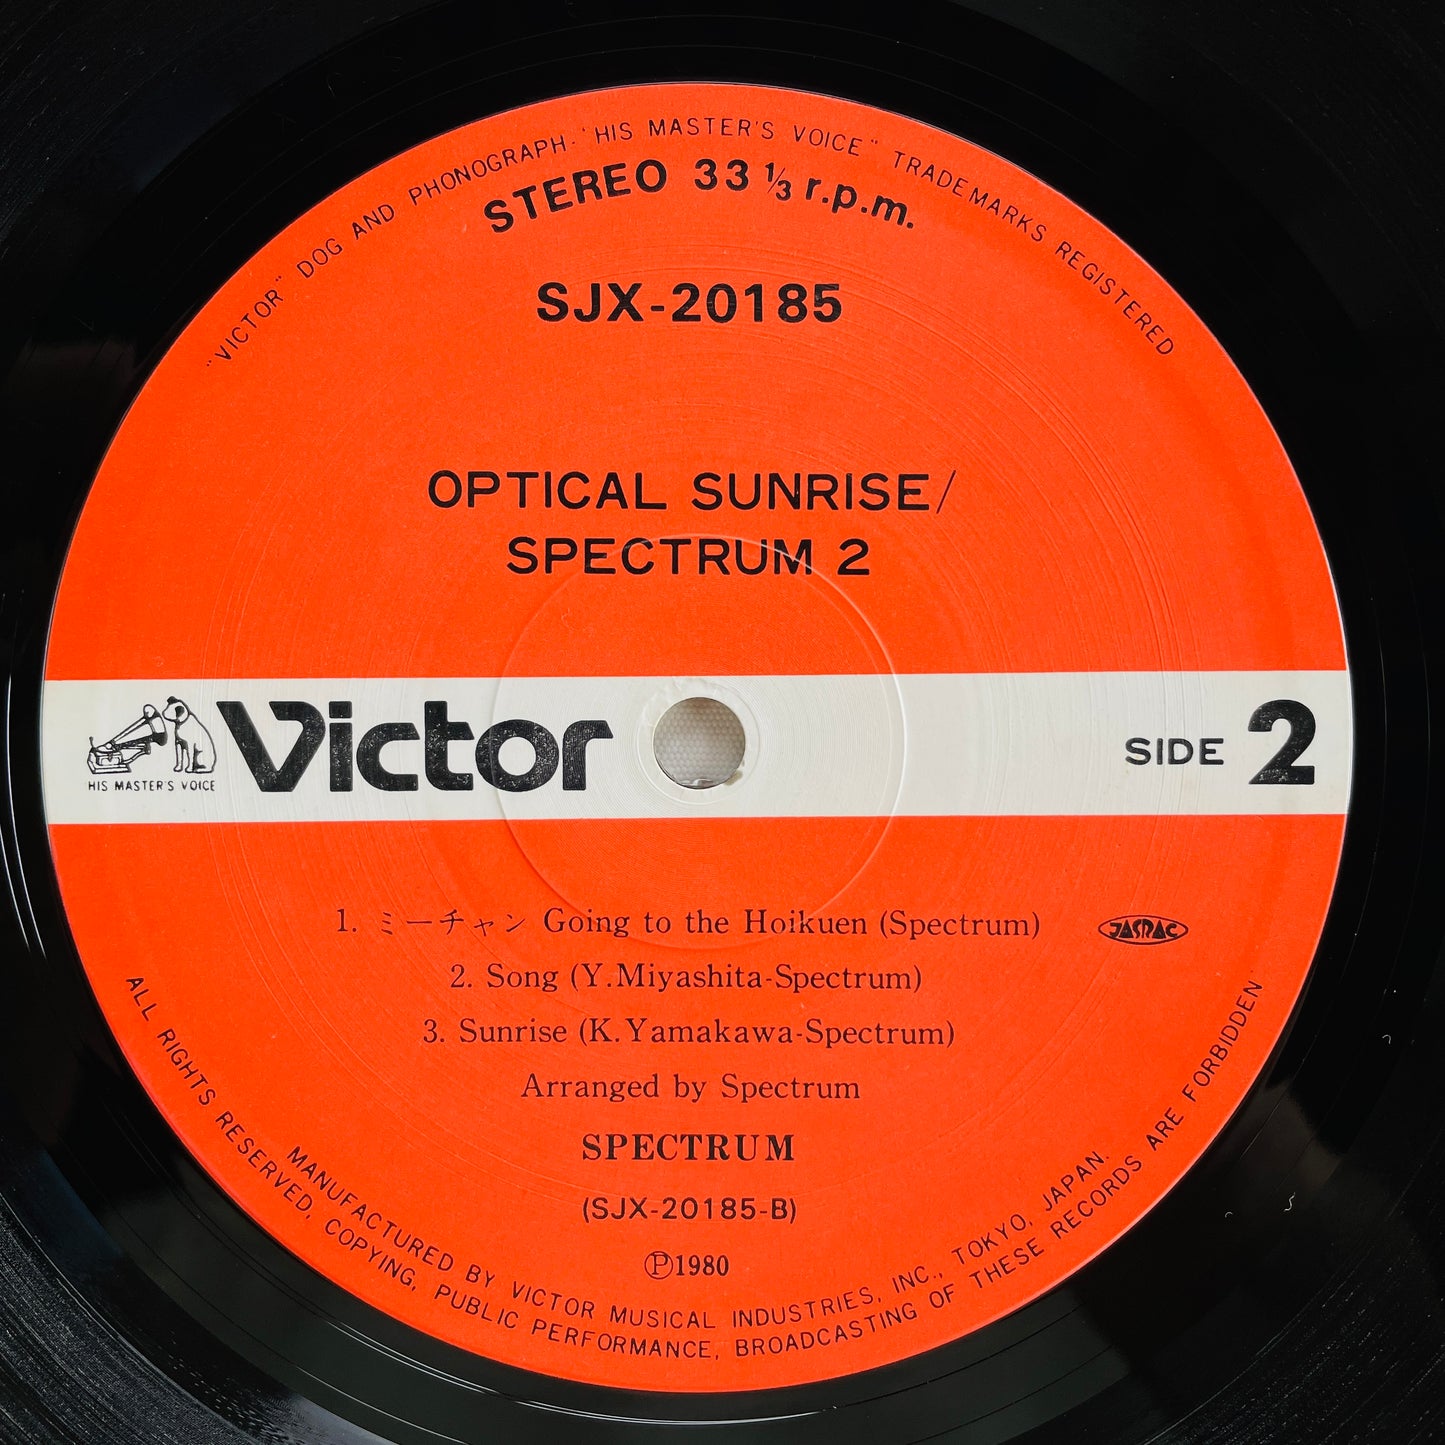 "VICTOR" DOG AND PHONOGRAPH· 'HIS MASTER'S VOICE" TRADEMARKS REGISTERED
STEREO 33 ⅓ r.p.m.
SJX-20185
OPTICAL SUNRISE/
SPECTRUM 2
HIS MASTER'S VOICE
Victor
SIDE 2
1. ミーチャン Going to the Hoikuen (Spectrum)
JASRAC
2. Song (Y.Miyashita-Spectrum)
3. Sunrise (K.Yamakawa-Spectrum)
Arranged by Spectrum
SPECTRUM
(SJX-20185-B)
Ⓟ1980
MANUFACTURED BY VICTOR MUSICAL INDUSTRIES, INC., TOKYO, JAPAN.
ALL RIGHTS RESERVED, COPYING, PUBLIC PERFORMANCE, BROADCASTING OF THESE RECORDS ARE FORBIDDEN